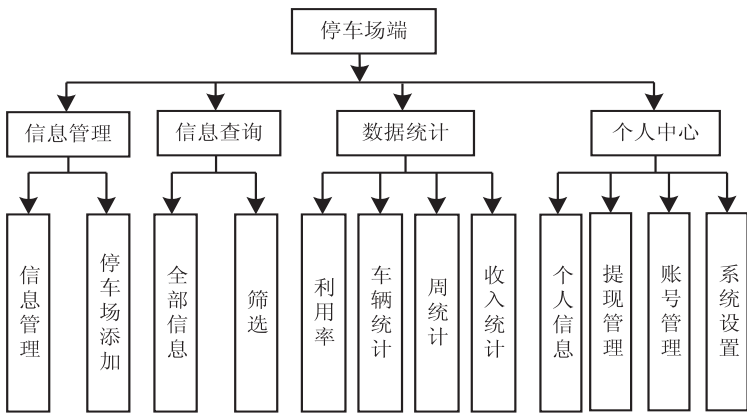 停车场端
信息管理
信息查询
数据统计
个人中心
信息管理
停车场添加
全部信息
筛选
利用率
车辆统计
周统计
收入统计
个人信息
提现管理
账号管理
系统设置